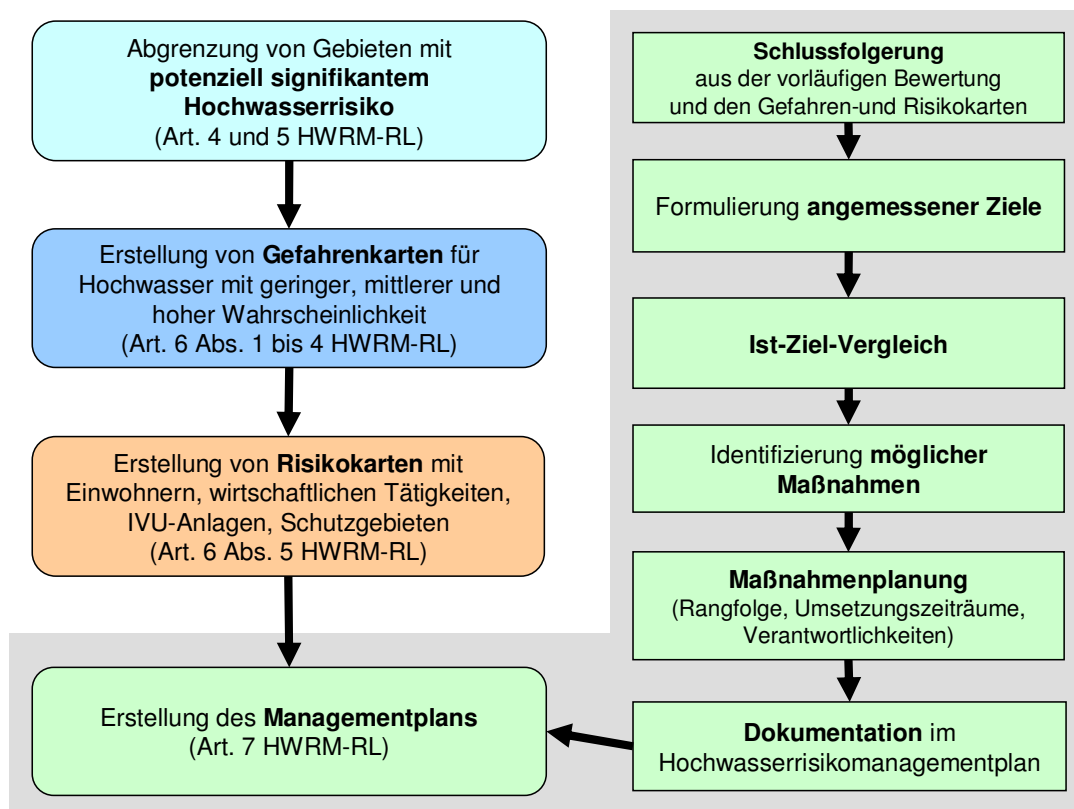 Abgrenzung von Gebieten mit
potenziell signifikantem
Hochwasserrisiko
(Art. 4 und 5 HWRM-RL)
Erstellung von Gefahrenkarten für
Hochwasser mit geringer, mittlerer und
hoher Wahrscheinlichkeit
(Art. 6 Abs. 1 bis 4 HWRM-RL)
Erstellung von Risikokarten mit
Einwohnern, wirtschaftlichen Tätigkeiten,
IVU-Anlagen, Schutzgebieten
(Art. 6 Abs. 5 HWRM-RL)
Erstellung des Managementplans
(Art. 7 HWRM-RL)
Schlussfolgerung
aus der vorläufigen Bewertung
und den Gefahren-und Risikokarten
Formulierung angemessener Ziele
Ist-Ziel-Vergleich
Identifizierung möglicher
Maßnahmen
Maßnahmenplanung
(Rangfolge, Umsetzungszeiträume,
Verantwortlichkeiten)
Dokumentation im
Hochwasserrisikomanagementplan